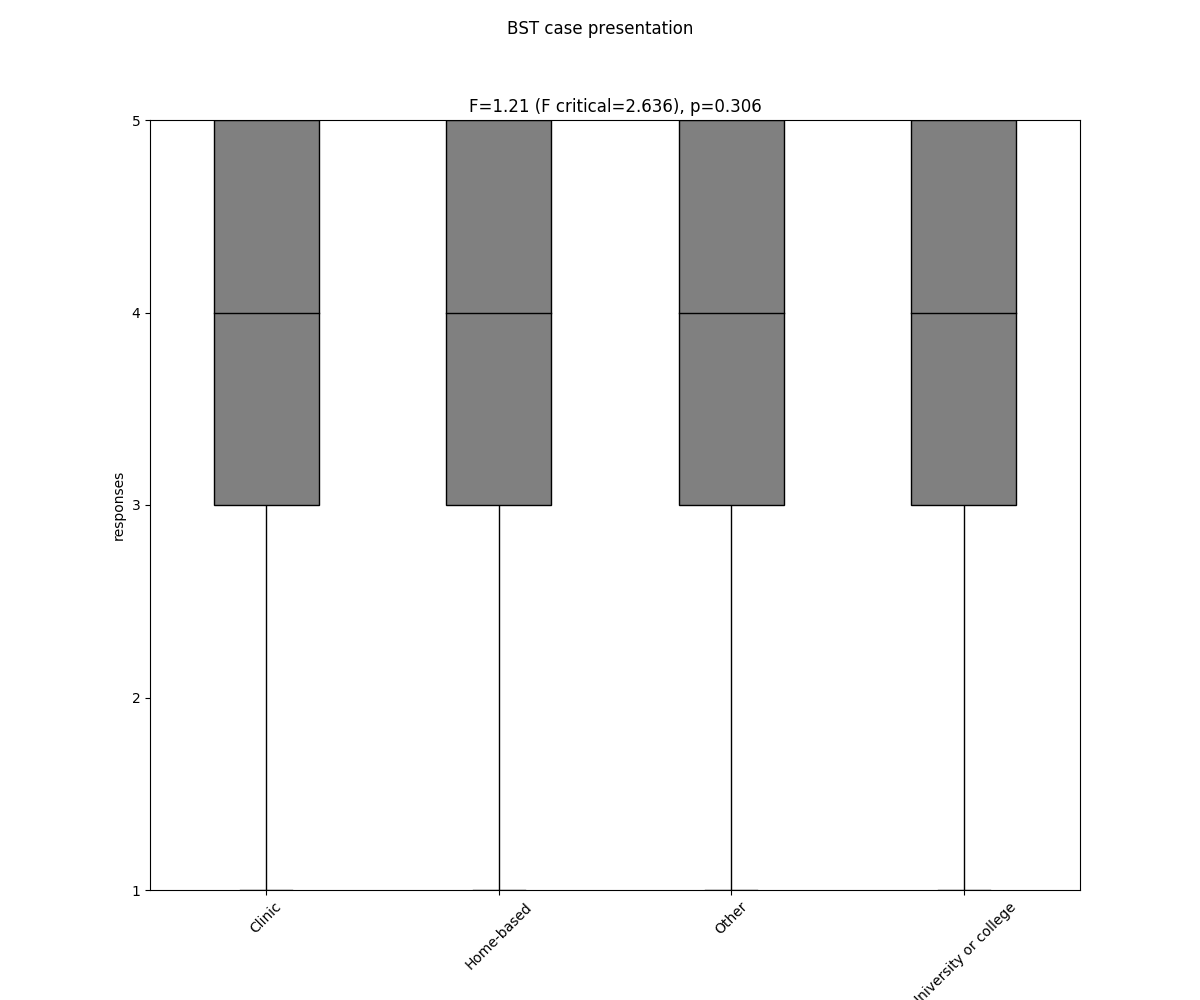 BST case presentation
F=1.21 (F critical=2.636), p=0.306
5
4
3
2
1
responses
Clinic
Home-based
Other
or college